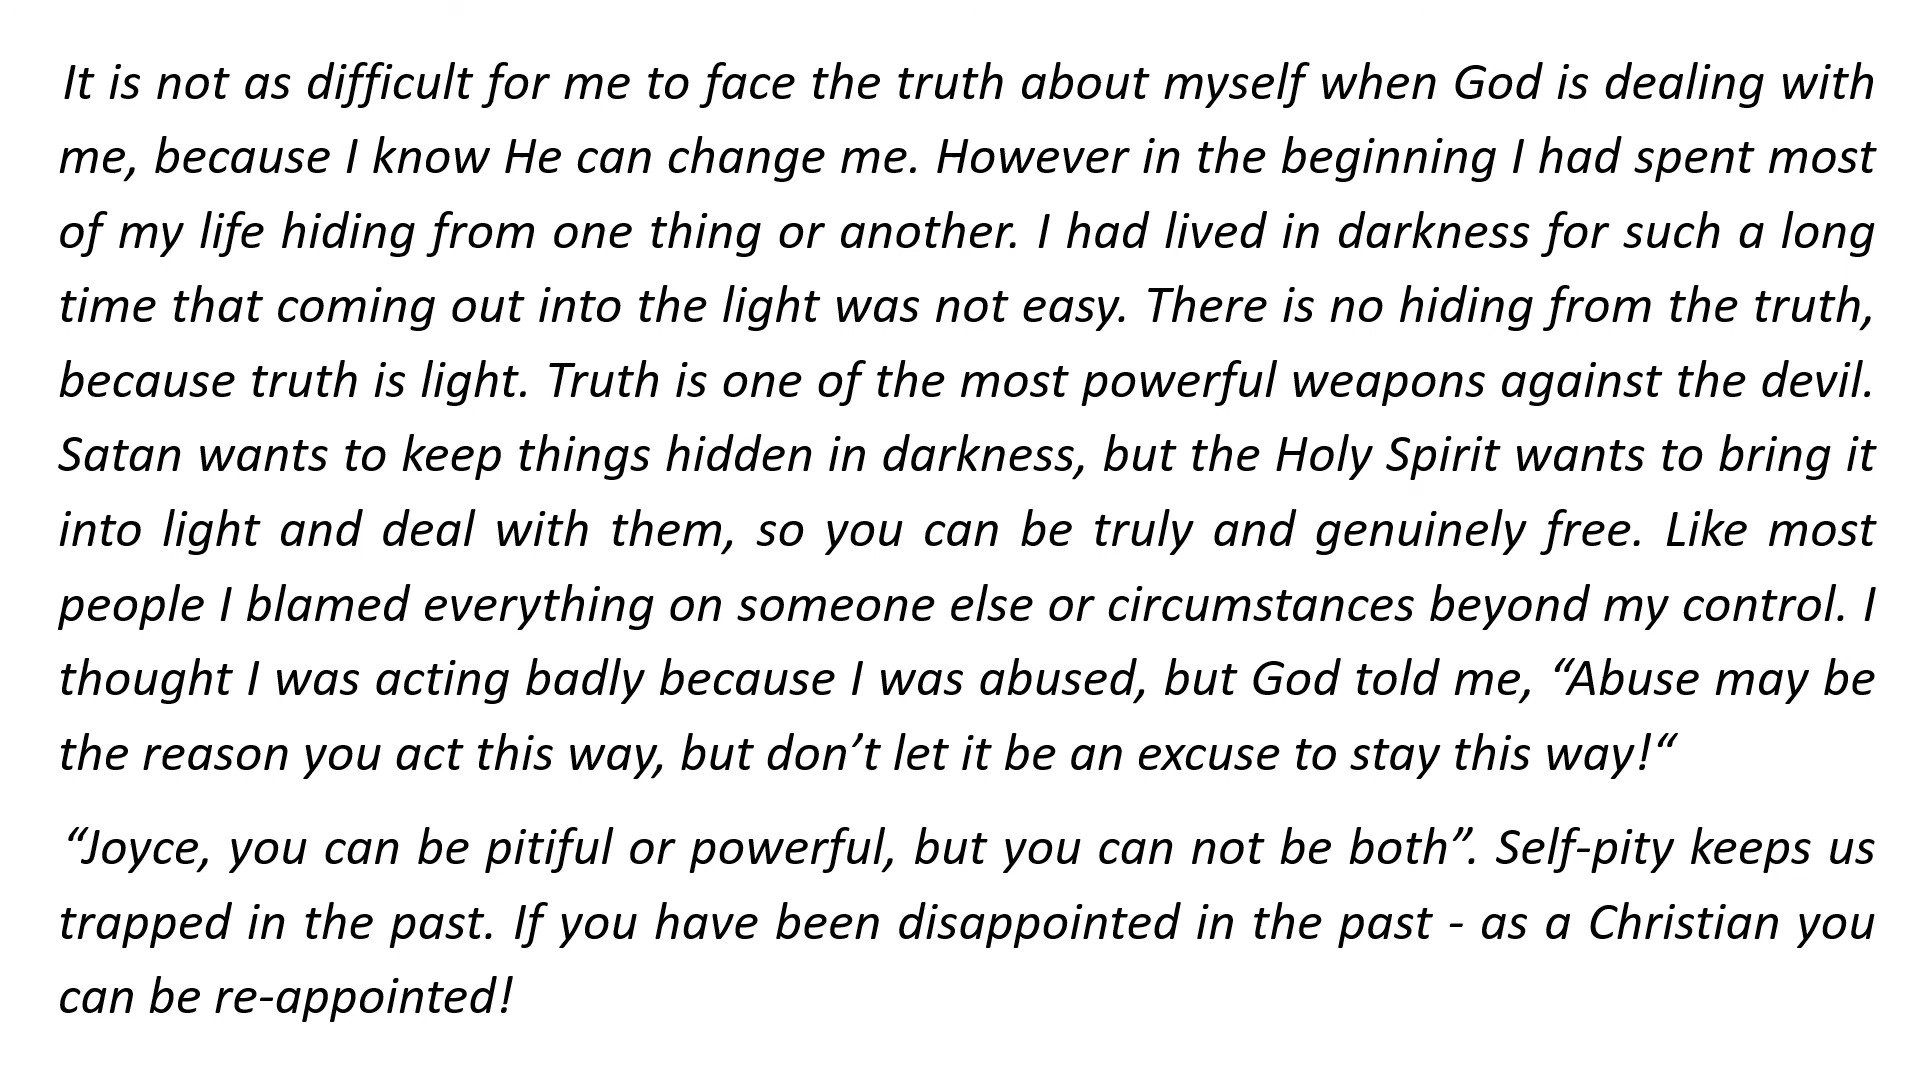 It is not as difficult for me to face the truth about myself when God is dealing with
me, because I know He can change me. However in the beginning I had spent most
of my life hiding from one thing or another. I had lived in darkness for such a long
time that coming out into the light was not easy. There is no hiding from the truth,
because truth is light. Truth is one of the most powerful weapons against the devil.
Satan wants to keep things hidden in darkness, but the Holy Spirit wants to bring it
into light and deal with them, so you can be truly and genuinely free. Like most
people I blamed everything on someone else or circumstances beyond my control. I
thought I was acting badly because I was abused, but God told me, “Abuse may be
the reason you act this way, but don’t let it be an excuse to stay this way!“
“Joyce, you can be pitiful or powerful, but you can not be both”. Self-pity keeps us
trapped in the past. If you have been disappointed in the past - as a Christian you
can be re-appointed!